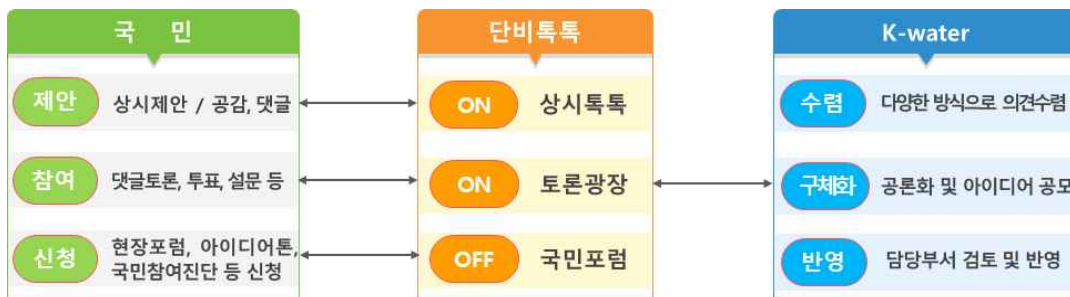 국 민
제안
상시제안 / 공감, 댓글
참여
댓글토론, 투표, 설문 등
신청
현장포럼, 아이디어톤,
국민참여진단 등 신청
단비톡톡
ON
상시톡톡
ON
토론광장
OFF
국민포럼
K-water
수렴
다양한 방식으로 의견수렴
구체화
공론화 및 아이디어 공모
반영
담당부서 검토 및 반영